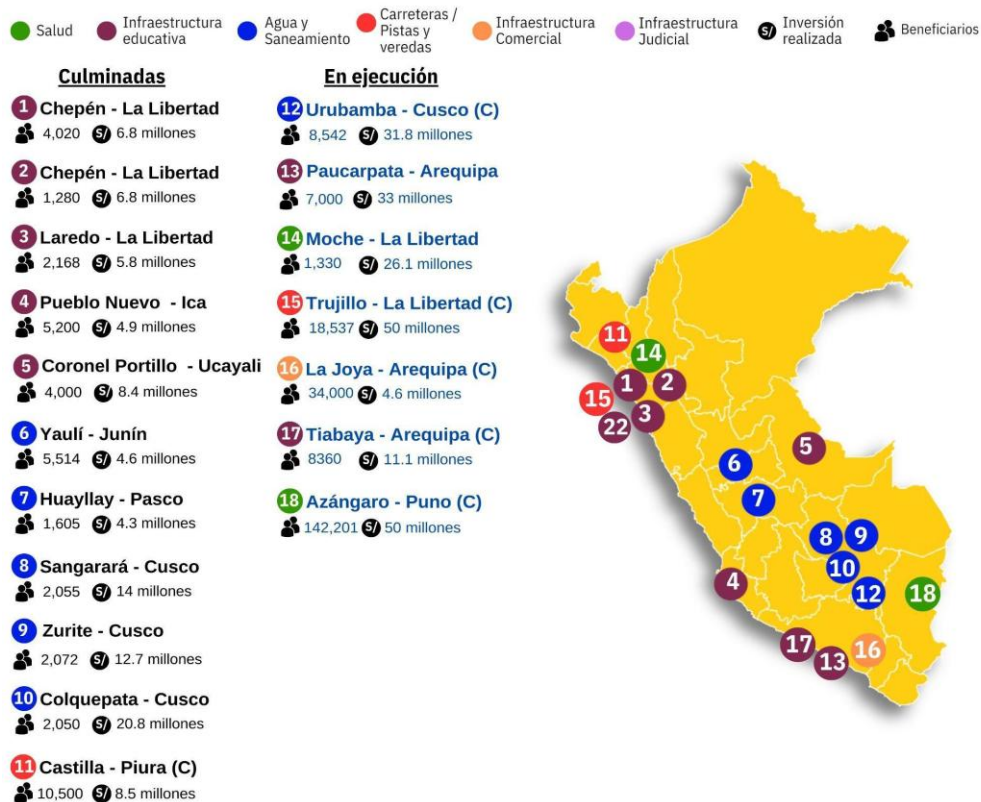 Salud
Infraestructura
educativa
Agua y
Saneamiento
Carreteras /
Pistas y
veredas
Infraestructura
Comercial
Infraestructura
Judicial
S/ Inversión
realizada
Beneficiarios
Culminadas
1 Chepén - La Libertad
4,020 S/ 6.8 millones
2 Chepén - La Libertad
1,280 S/ 6.8 millones
3 Laredo - La Libertad
2,168 S/ 5.8 millones
4 Pueblo Nuevo - Ica
5,200 S/ 4.9 millones
5 Coronel Portillo - Ucayali
4,000 S/ 8.4 millones
6 Yaulí - Junín
5,514 S/ 4.6 millones
7 Huayllay - Pasco
1,605 S/ 4.3 millones
8 Sangarará - Cusco
2,055 S/ 14 millones
9 Zurite - Cusco
2,072 S/ 12.7 millones
10 Colquepata - Cusco
2,050 S/ 20.8 millones
11 Castilla - Piura (C)
10,500 S/ 8.5 millones
En ejecución
12 Urubamba - Cusco (C)
8,542 S/ 31.8 millones
13 Paucarpata - Arequipa
7,000 S/ 33 millones
14 Moche - La Libertad
1,330 S/ 26.1 millones
15 Trujillo - La Libertad (C)
18,537 S/ 50 millones
16 La Joya - Arequipa (C)
34,000 S/ 4.6 millones
17 Tiabaya - Arequipa (C)
8360 S/ 11.1 millones
18 Azángaro - Puno (C)
142,201 S/ 50 millones
11
14
1
2
15
3
22
5
6
7
8
9
10
4
12
18
17
13
16